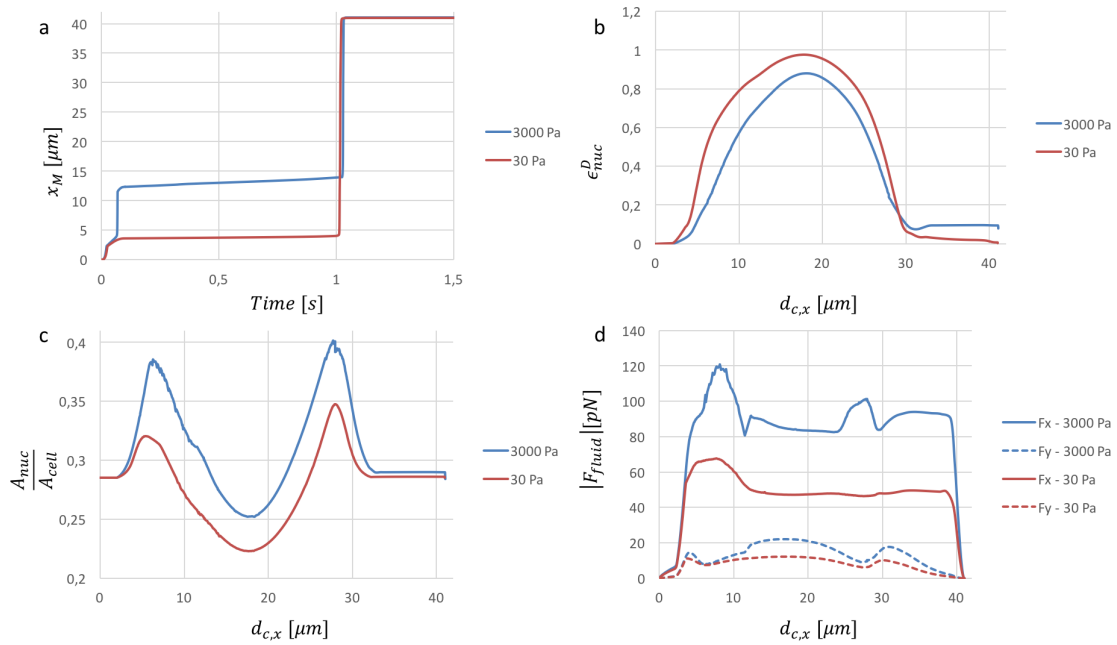 a
40
35
30
25
20
15
10
5
0
x_M [μm]
0
0,5
1
1,5
Time [s]
3000 Pa
30 Pa
b
1,2
1
0,8
0,6
0,4
0,2
0
ϵ^D_nuc
0
10
20
30
40
d_c,x [μm]
3000 Pa
30 Pa
c
0,4
0,35
0,3
0,25
0,2
A_nuc
A_cell
0
10
20
30
40
d_c,x [μm]
3000 Pa
30 Pa
d
140
120
100
80
60
40
20
0
|F_fluid|[pN]
0
10
20
30
40
d_c,x [μm]
Fx - 3000 Pa
Fy - 3000 Pa
Fx - 30 Pa
Fy - 30 Pa